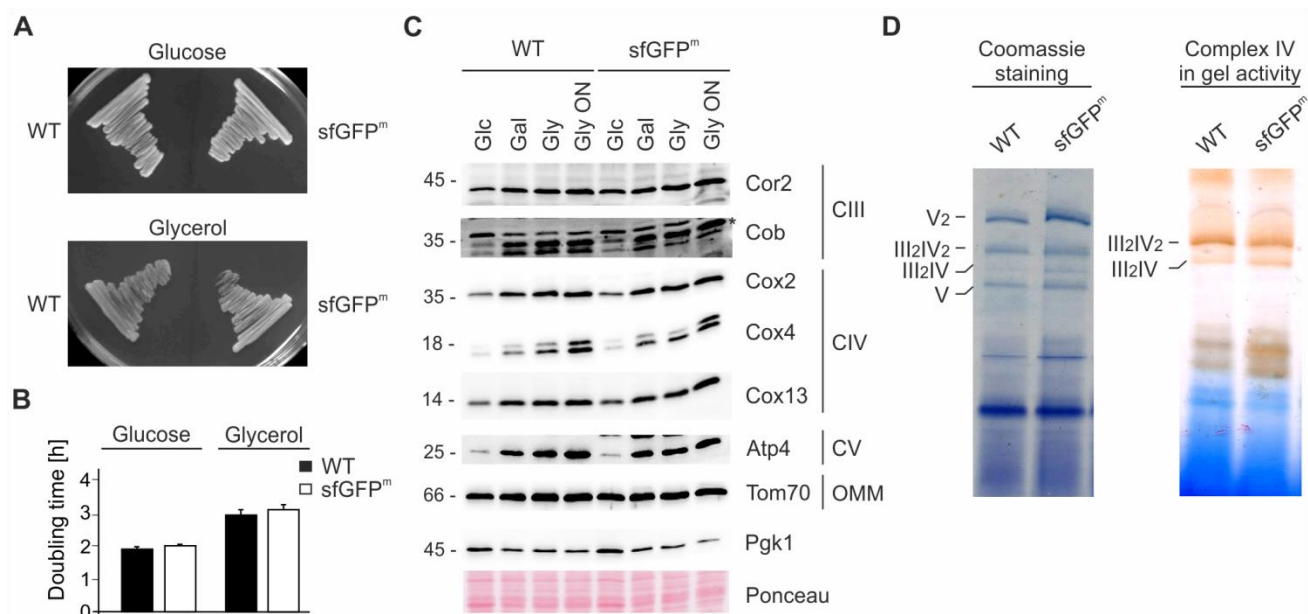 A
Glucose
WT
sfGFPᵐ
Glycerol
WT
sfGFPᵐ
B
Glucose
Glycerol
Doubling time [h]
4
3
2
1
0
WT
sfGFPᵐ
C
WT
sfGFPᵐ
Glc
Gal
Gly
Gly ON
Glc
Gal
Gly
Gly ON
45 -
Cor2
35 -
*
Cob
CIII
35 -
Cox2
18 -
Cox4
14 -
Cox13
CIV
25 -
Atp4
CV
66 -
Tom70
OMM
45 -
Pgk1
Ponceau
D
Coomassie
staining
WT
sfGFPᵐ
V₂
III₂IV₂
III₂IV
V
Complex IV
in gel activity
WT
sfGFPᵐ
III₂IV₂
III₂IV